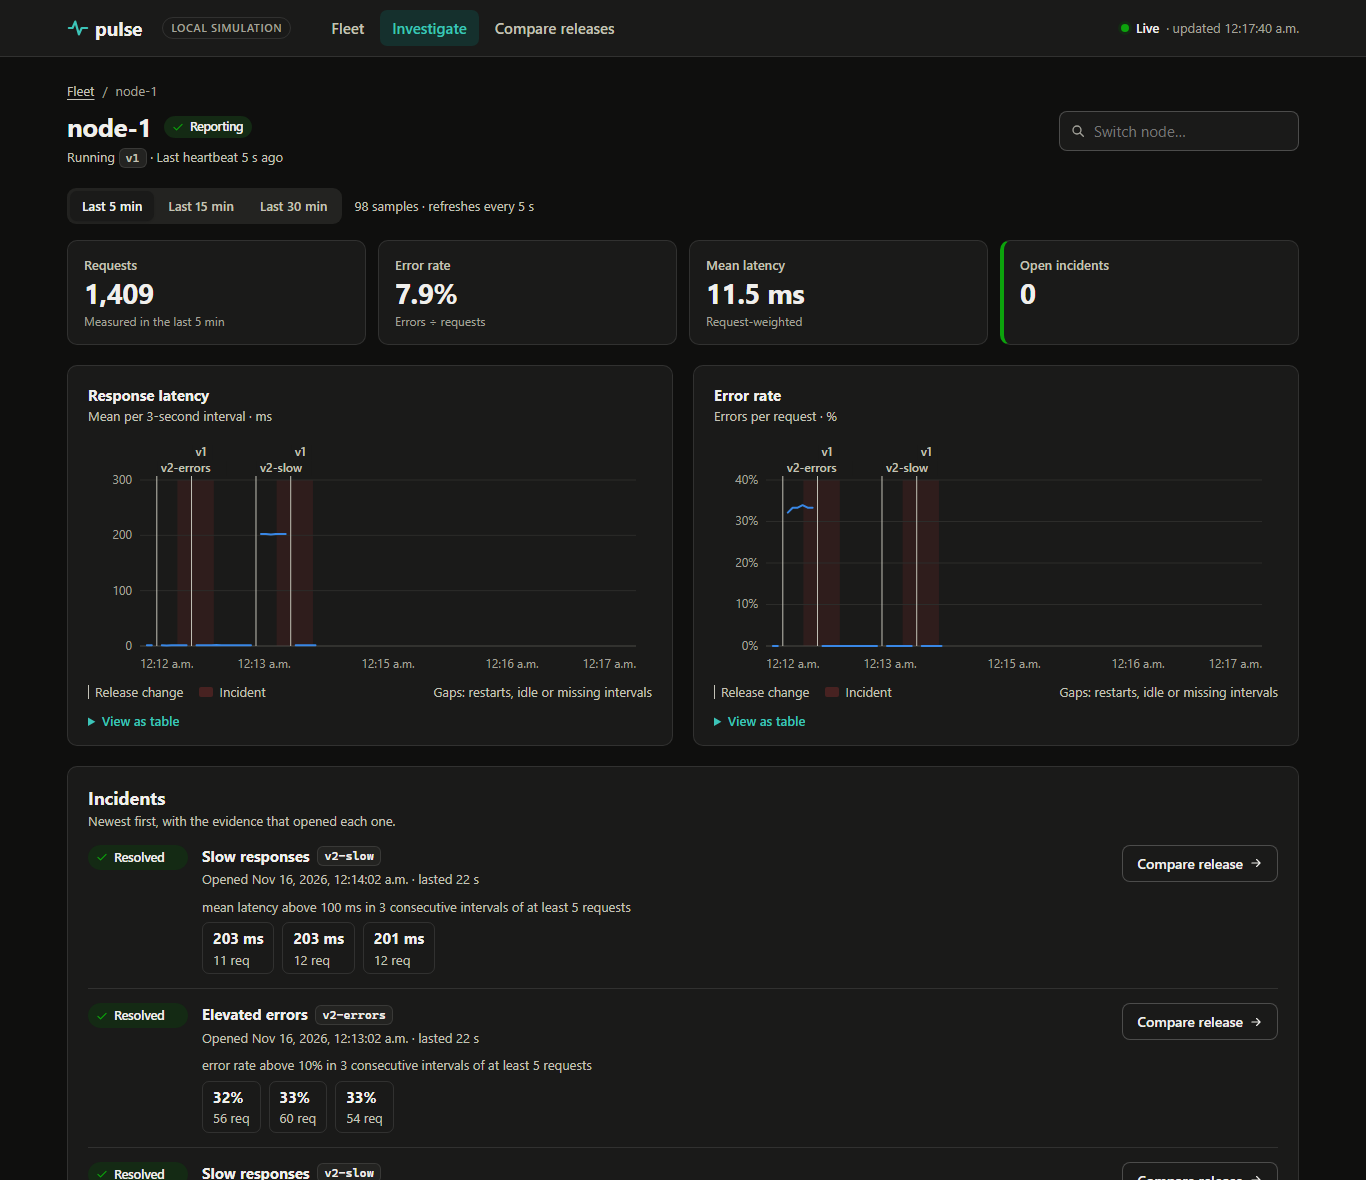 pulse LOCAL SIMULATION Fleet Investigate Compare releases Live · updated 12:17:40 a.m.
Fleet / node-1
node-1 Reporting
Switch node...
Running v1 · Last heartbeat 5 s ago
Last 5 min Last 15 min Last 30 min 98 samples · refreshes every 5 s
Requests
1,409
Measured in the last 5 min
Error rate
7.9%
Errors ÷ requests
Mean latency
11.5 ms
Request-weighted
Open incidents
0
Response latency
Mean per 3-second interval · ms
v1 v1
v2-errors v2-slow
300
200
100
0
12:12 a.m. 12:13 a.m. 12:15 a.m. 12:16 a.m. 12:17 a.m.
Release change Incident Gaps: restarts, idle or missing intervals
View as table
Error rate
Errors per request · %
v1 v1
v2-errors v2-slow
40%
30%
20%
10%
0%
12:12 a.m. 12:13 a.m. 12:15 a.m. 12:16 a.m. 12:17 a.m.
Release change Incident Gaps: restarts, idle or missing intervals
View as table
Incidents
Newest first, with the evidence that opened each one.
Resolved Slow responses v2-slow Compare release →
Opened Nov 16, 2026, 12:14:02 a.m. · lasted 22 s
mean latency above 100 ms in 3 consecutive intervals of at least 5 requests
203 ms 203 ms 201 ms
11 req 12 req 12 req
Resolved Elevated errors v2-errors Compare release →
Opened Nov 16, 2026, 12:13:02 a.m. · lasted 22 s
error rate above 10% in 3 consecutive intervals of at least 5 requests
32% 33% 33%
56 req 60 req 54 req
Resolved Slow responses v2-slow Compare release →